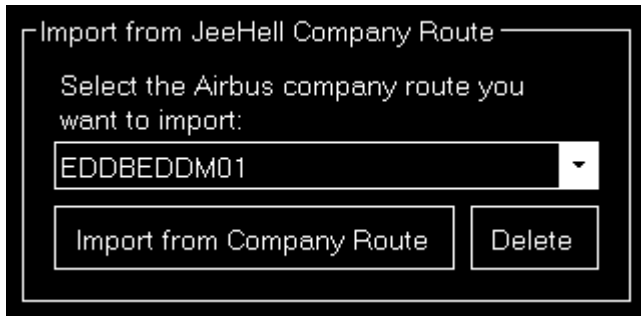 Import from JeeHell Company Route
Select the Airbus company route you
want to import:
EDDBEDDM01
Import from Company Route
Delete